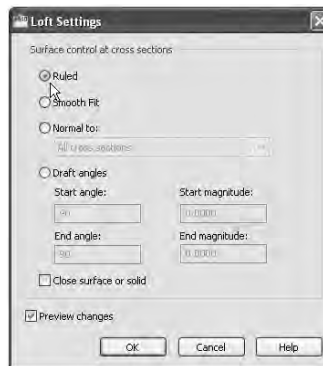 Loft Settings
Surface control at cross sections
Ruled
Smooth Fit
Normal to:
All cross sections
Draft angles
Start angle: Start magnitude:
90 0.0000
End angle: End magnitude:
90 0.0000
Close surface or solid
Preview changes
OK Cancel Help